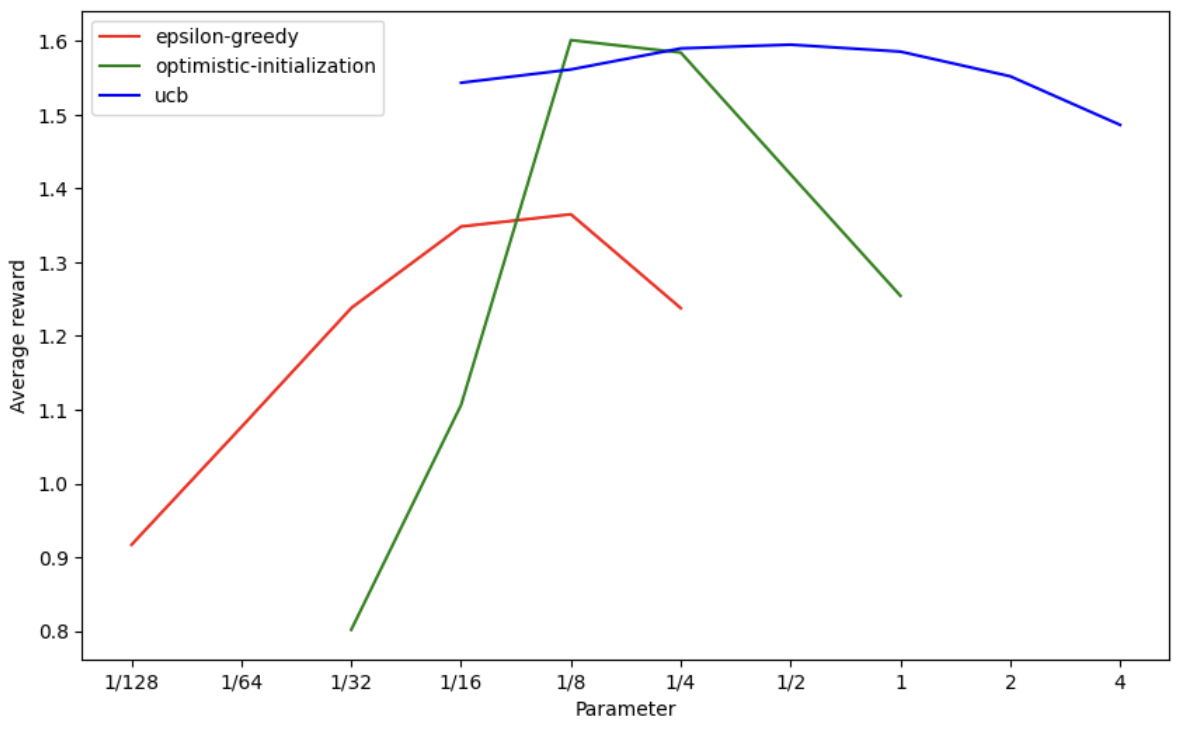 epsilon-greedy
optimistic-initialization
ucb
1.6
1.5
1.4
1.3
1.2
1.1
1.0
0.9
0.8
Average reward
1/128 1/64 1/32 1/16 1/8 1/4 1/2 1 2 4
Parameter